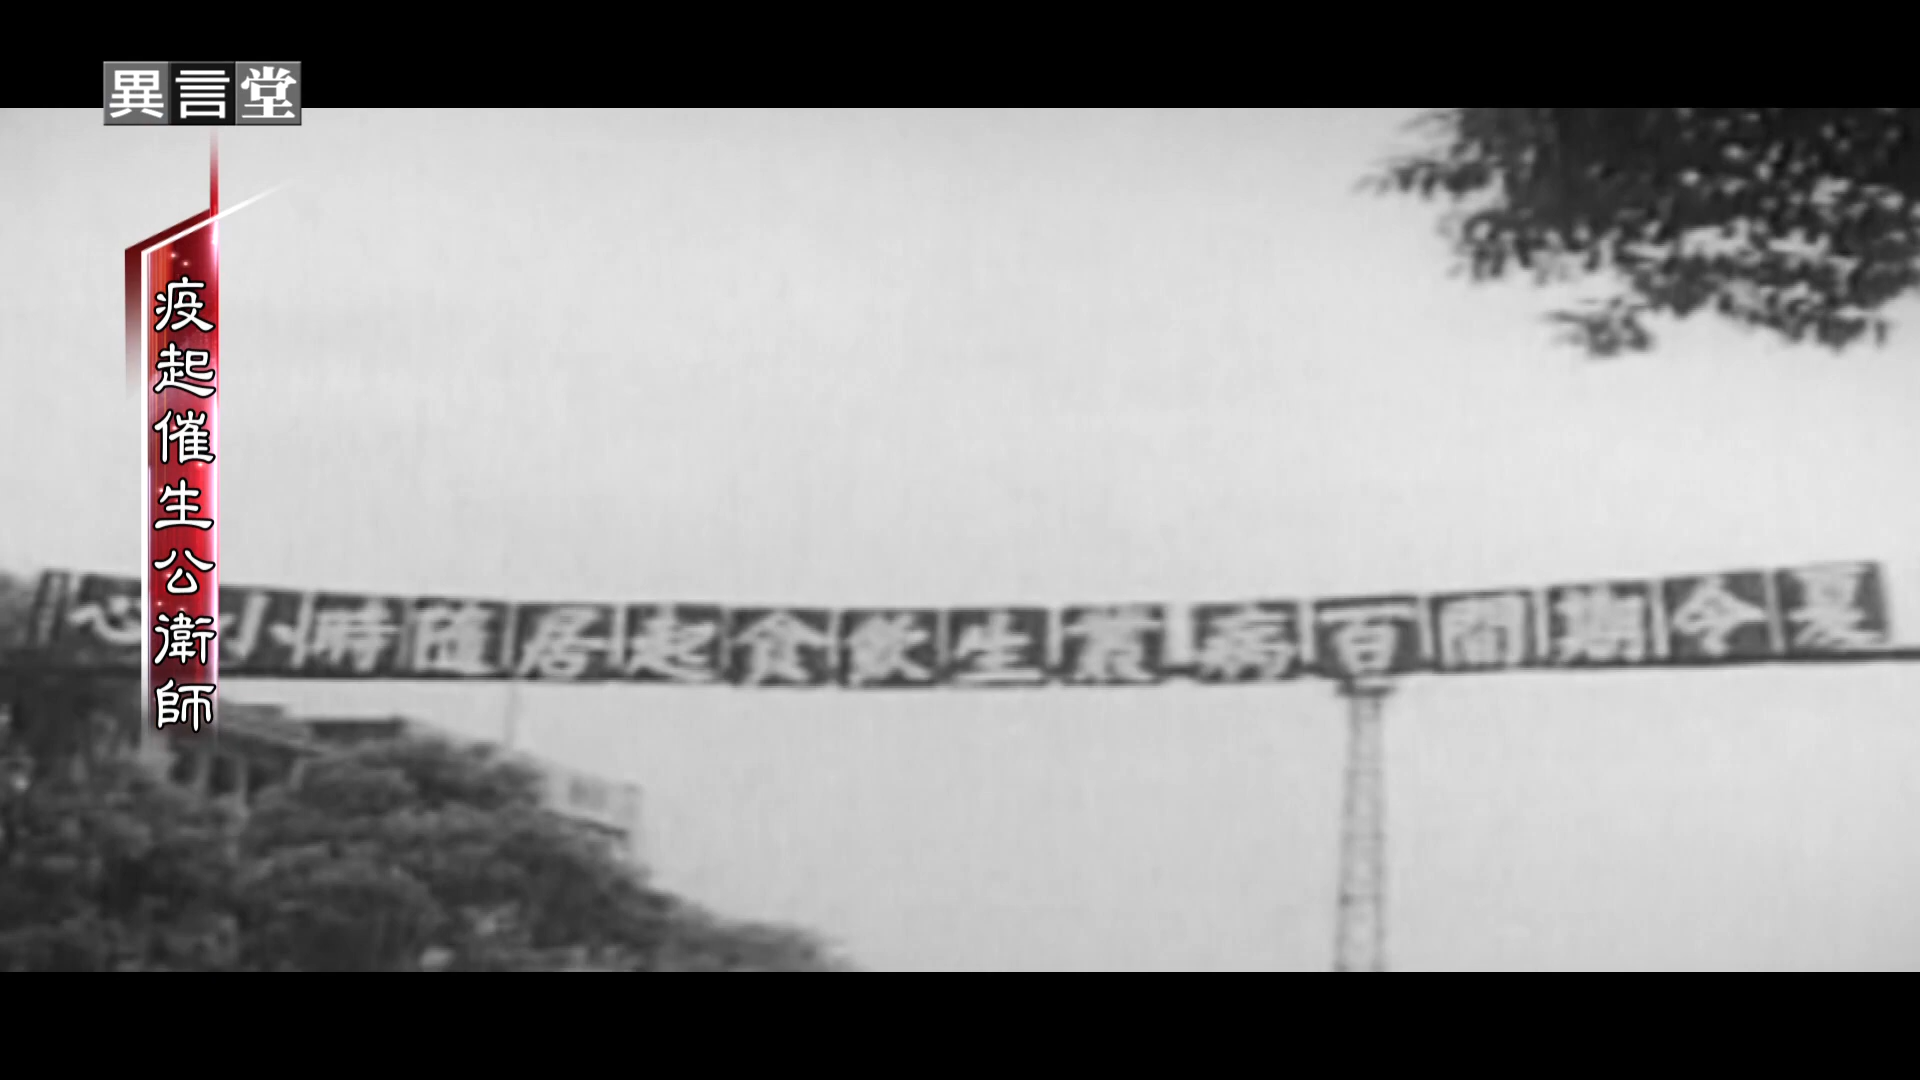 異言堂
疫起催生公衛師
夏令期間百病叢生飲食起居隨時小心